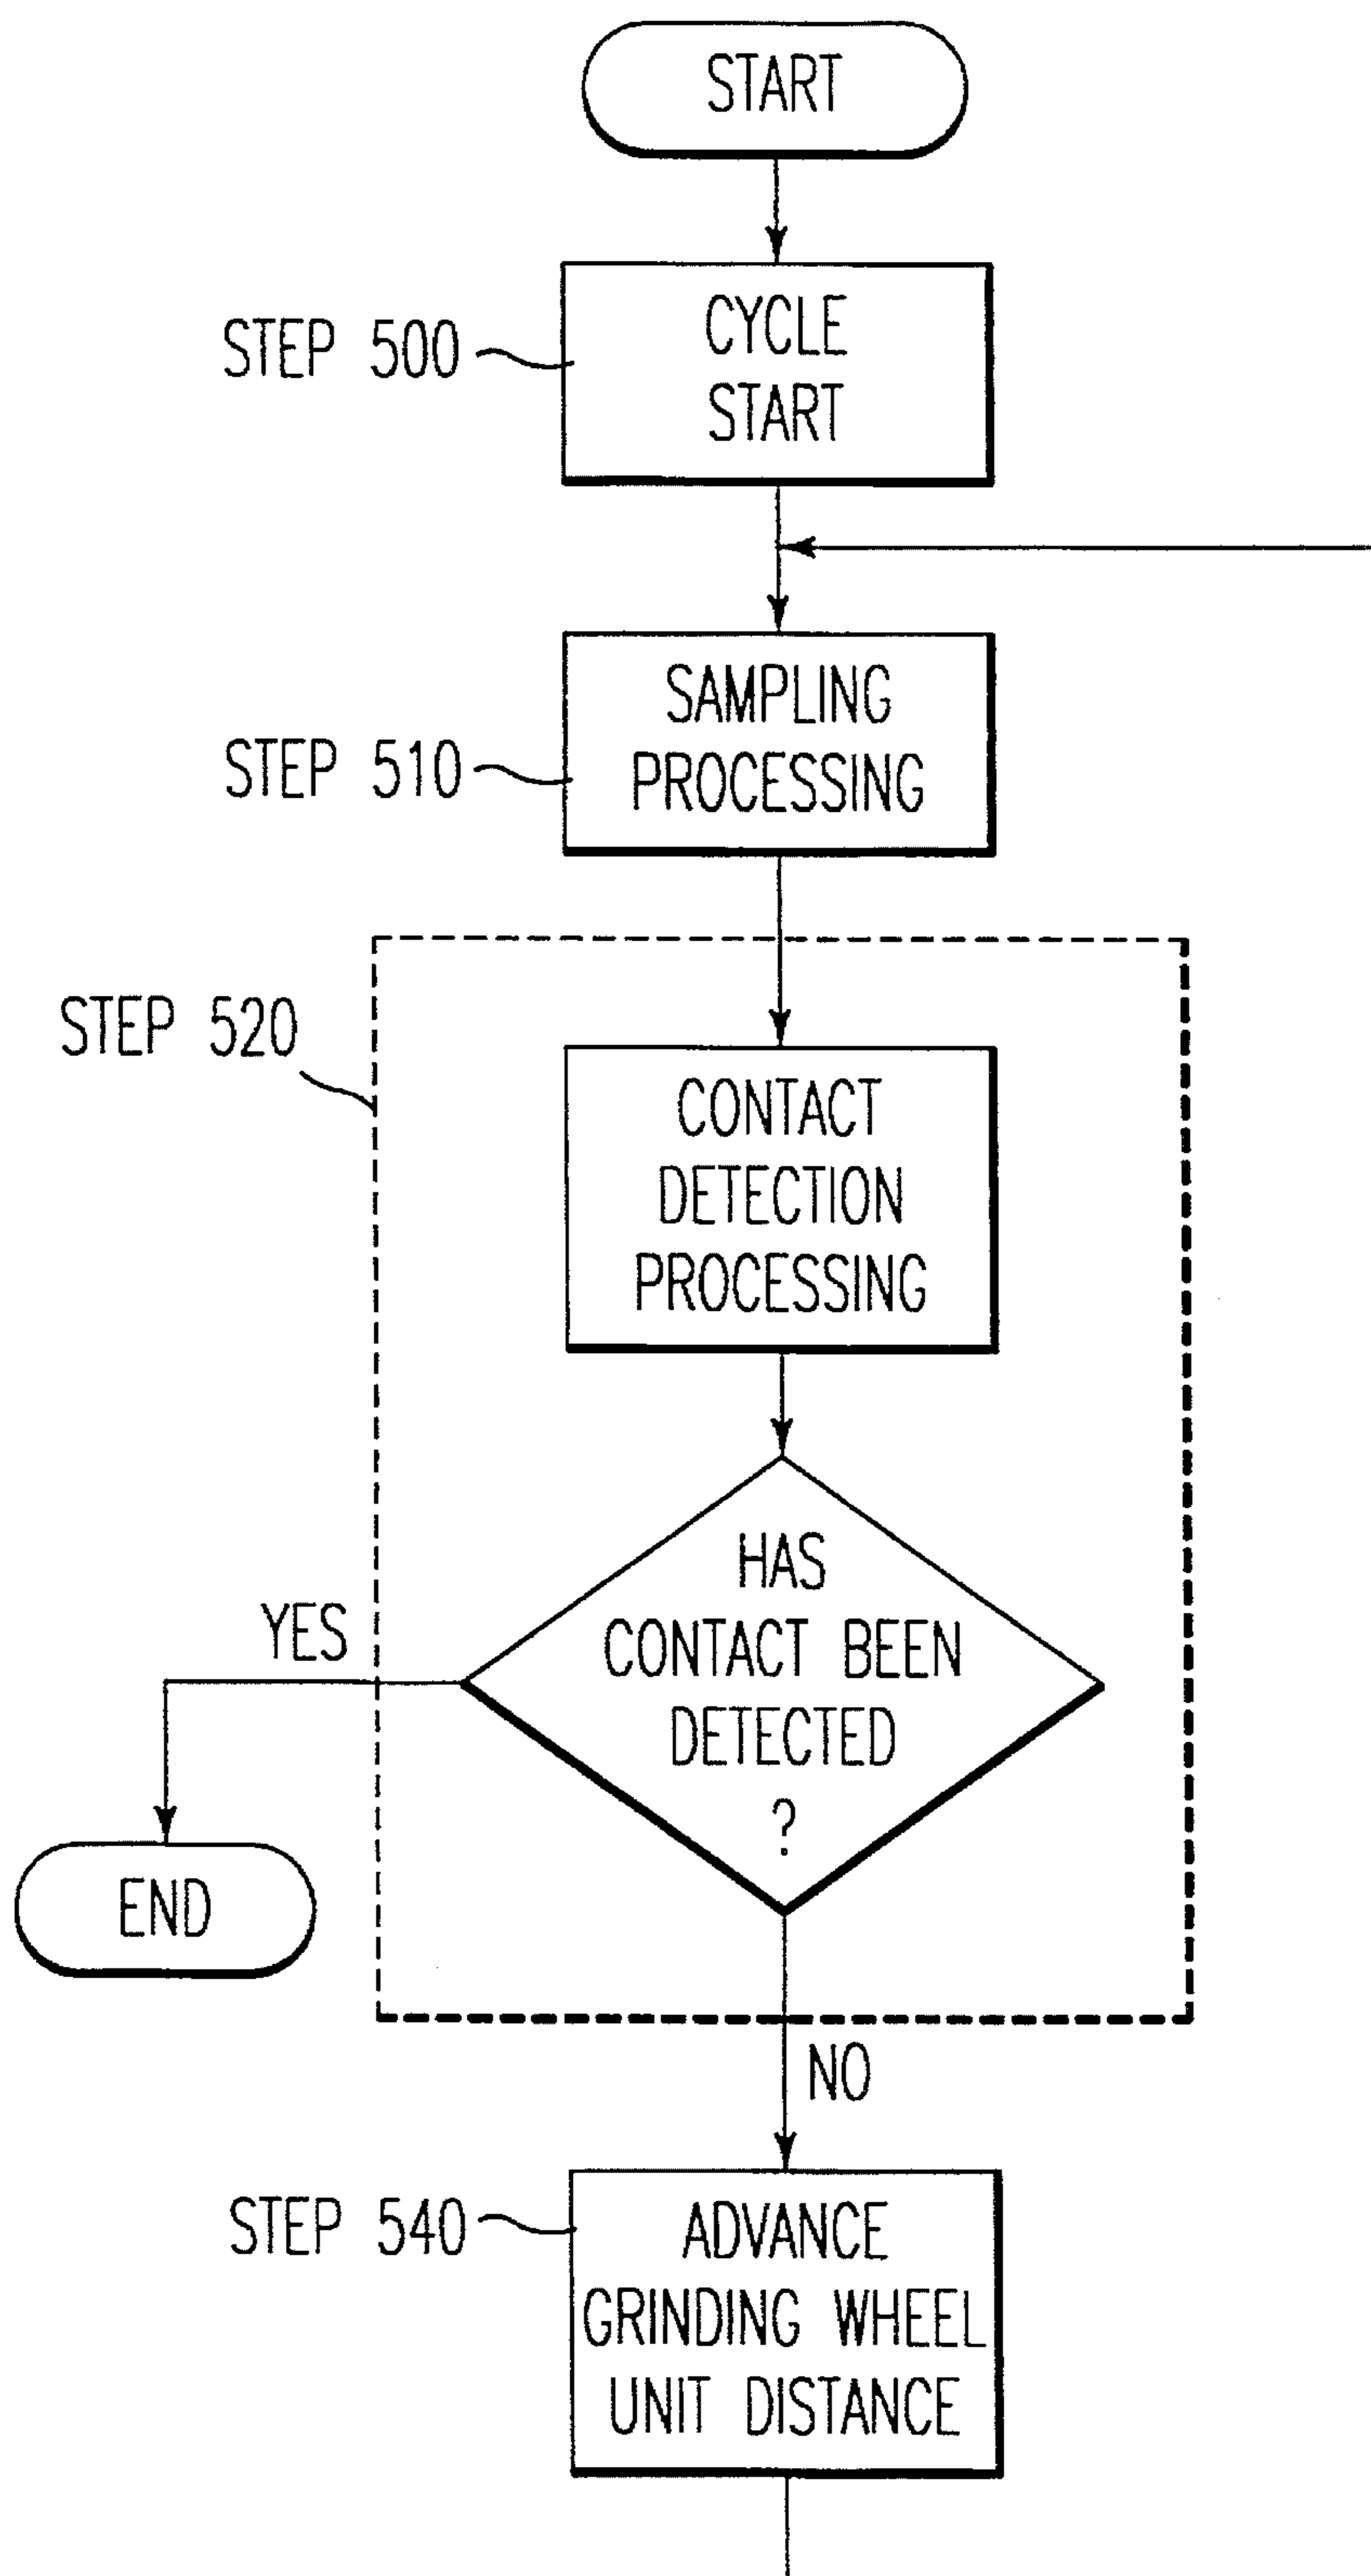 START
STEP 500
CYCLE
START
STEP 510
SAMPLING
PROCESSING
STEP 520
CONTACT
DETECTION
PROCESSING
HAS
CONTACT BEEN
DETECTED
?
YES
END
NO
STEP 540
ADVANCE
GRINDING WHEEL
UNIT DISTANCE